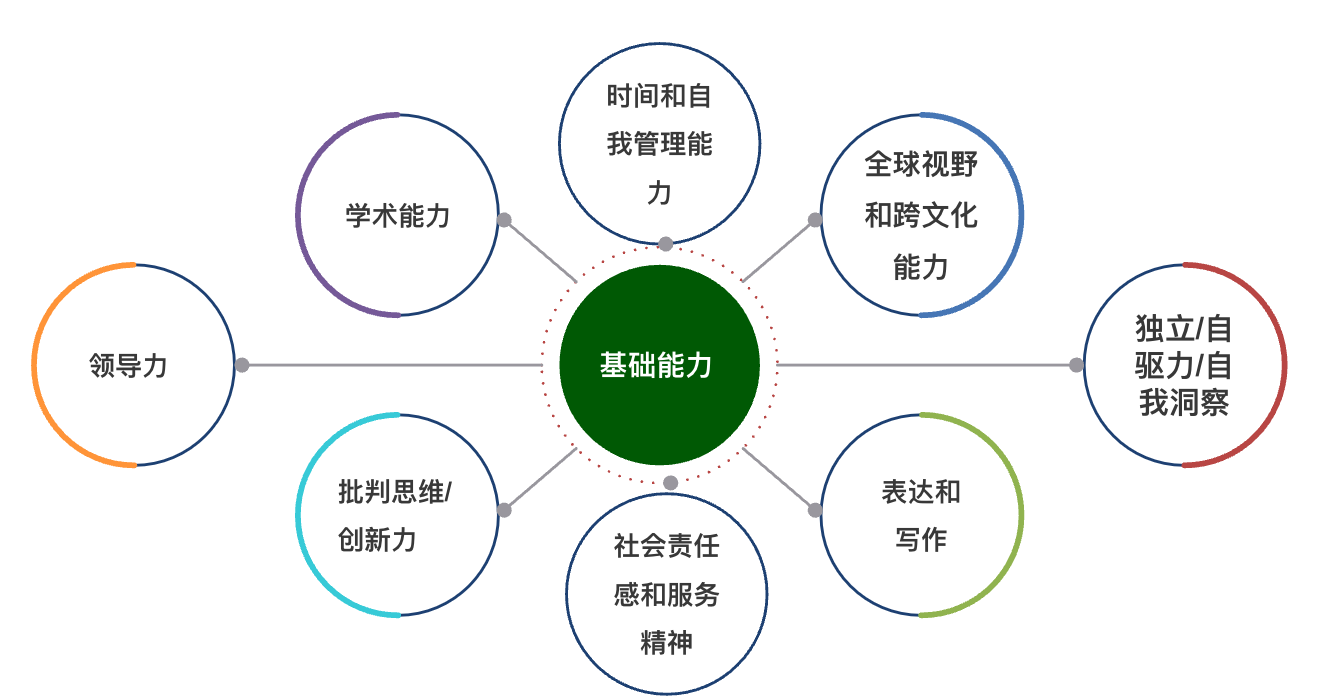 时间和自
我管理能
力
学术能力
全球视野
和跨文化
能力
领导力
基础能力
独立/自
驱力/自
我洞察
批判思维/
创新力
表达和
写作
社会责任
感和服务
精神